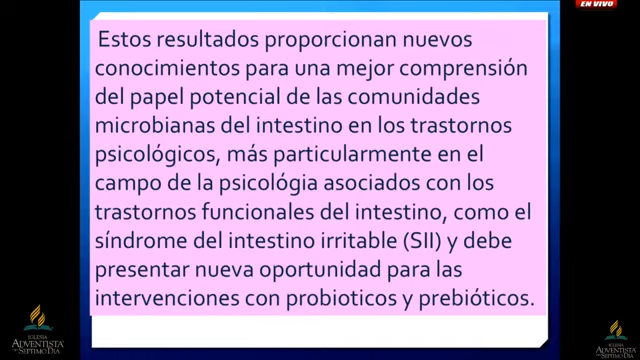 EN VIVO
Estos resultados proporcionan nuevos
conocimientos para una mejor comprensión
del papel potencial de las comunidades
microbianas del intestino en los trastornos
psicológicos, más particularmente en el
campo de la psicológia asociados con los
trastornos funcionales del intestino, como el
síndrome del intestino irritable (SII) y debe
presentar nueva oportunidad para las
intervenciones con probioticos y prebióticos.
IGLESIA
ADVENTISTA
DEL SÉPTIMO DÍA
IGLESIA
ADVENTISTA
DEL SÉPTIMO DÍA